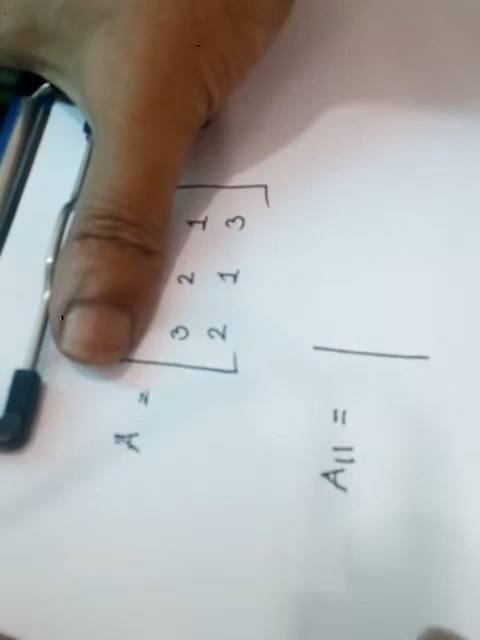 A =
3 2 1
2 1 3
A₁₁ = |